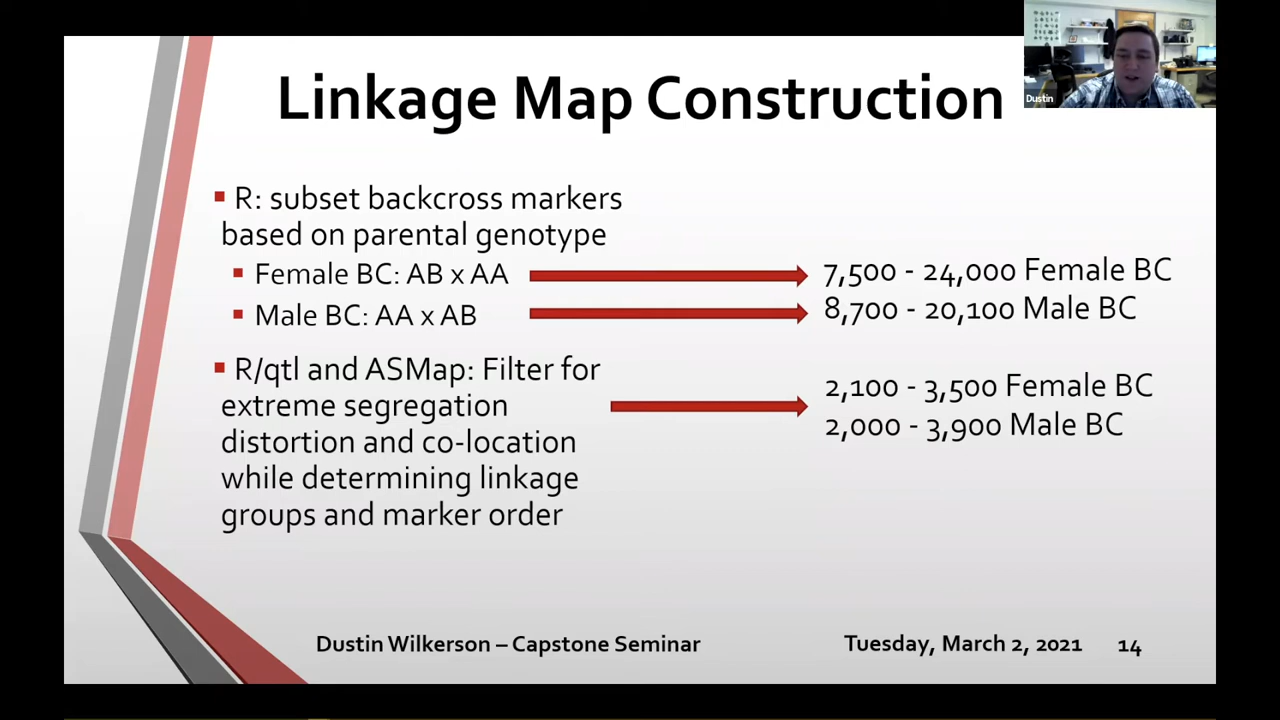 Linkage Map Construction
Dustin
R: subset backcross markers
based on parental genotype
Female BC: AB x AA
Male BC: AA x AB
7,500 - 24,000 Female BC
8,700 - 20,100 Male BC
R/qtl and ASMap: Filter for
extreme segregation
distortion and co-location
while determining linkage
groups and marker order
2,100 - 3,500 Female BC
2,000 - 3,900 Male BC
Dustin Wilkerson – Capstone Seminar
Tuesday, March 2, 2021 14